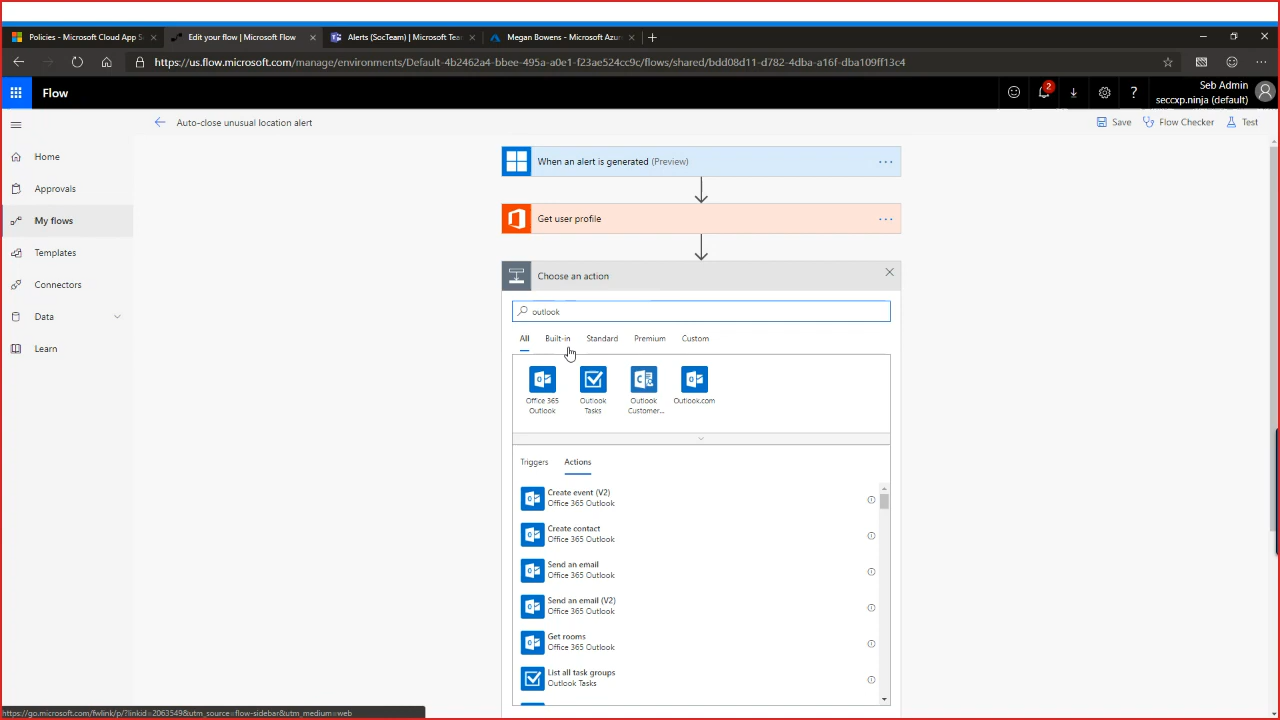 Policies - Microsoft Cloud App S
Edit your flow | Microsoft Flow
Alerts (SocTeam) | Microsoft Tea
Megan Bowens - Microsoft Azur
https://us.flow.microsoft.com/manage/environments/Default-4b2462a4-bbee-495a-a0e1-f23ae524cc9c/flows/shared/bdd08d11-d782-4dba-a16f-dba109ff13c4
Flow
2
?
Seb Admin
seccxp.ninja (default)
Auto-close unusual location alert
Save
Flow Checker
Test
Home
Approvals
My flows
Templates
Connectors
Data
Learn
When an alert is generated (Preview)
Get user profile
Choose an action
outlook
All
Built-in
Standard
Premium
Custom
Office 365
Outlook
Outlook
Tasks
Outlook
Customer...
Outlook.com
Triggers
Actions
Create event (V2)
Office 365 Outlook
Create contact
Office 365 Outlook
Send an email
Office 365 Outlook
Send an email (V2)
Office 365 Outlook
Get rooms
Office 365 Outlook
List all task groups
Outlook Tasks
https://go.microsoft.com/fwlink/p/?linkid=2063549&utm_source=flow-sidebar&utm_medium=web